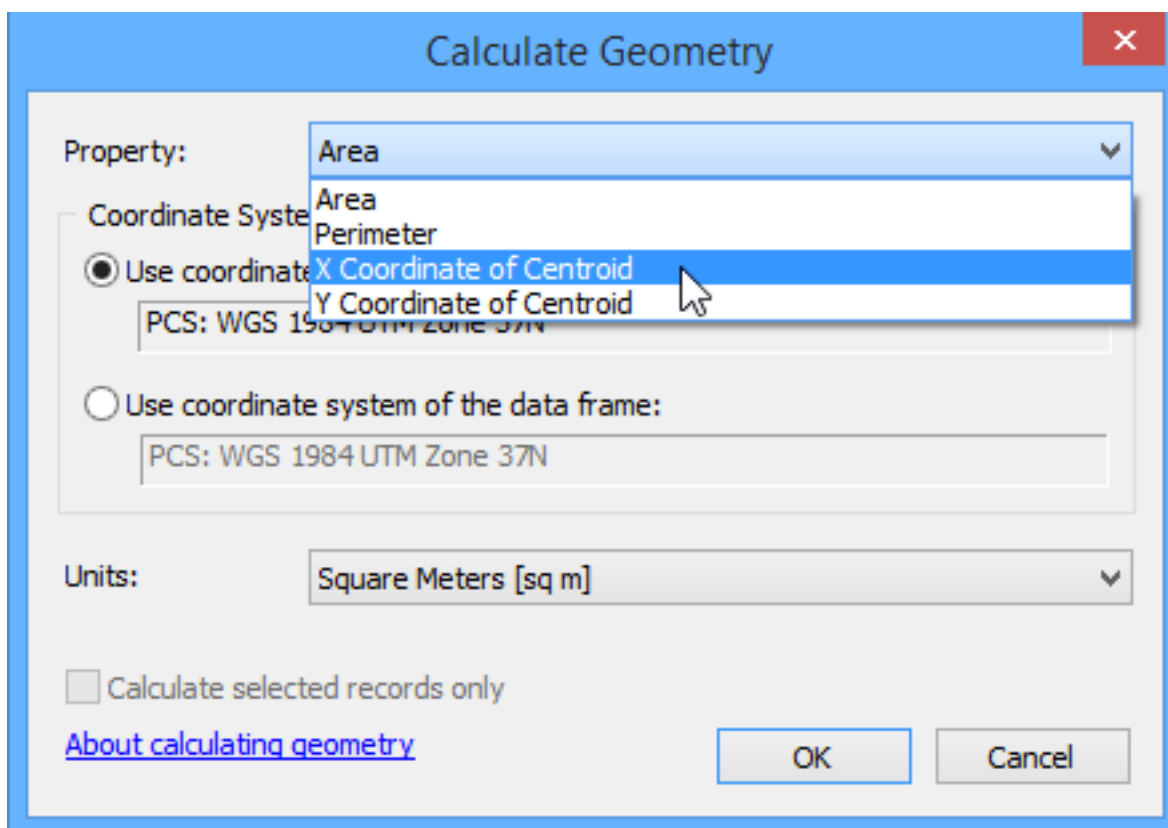 Calculate Geometry
Property:
Area
Area
Perimeter
X Coordinate of Centroid
Y Coordinate of Centroid
Coordinate Syste
Use coordinate
PCS: WGS 1984 UTM Zone 37N
Use coordinate system of the data frame:
PCS: WGS 1984 UTM Zone 37N
Units:
Square Meters [sq m]
Calculate selected records only
About calculating geometry
OK
Cancel